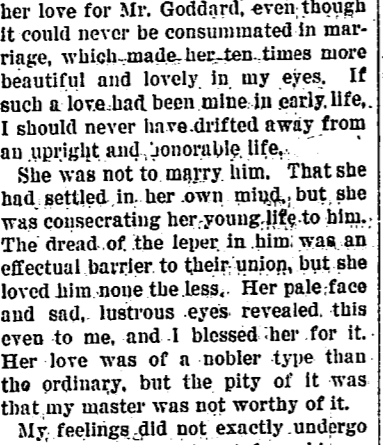 her love for Mr. Goddard, even though
it could never be consummated in mar-
riage, which made her ten times more
beautiful and lovely in my eyes. If
such a love had been mine in early life,
I should never have drifted away from
an upright and honorable life.
She was not to marry him. That she
had settled in her own mind, but she
was consecrating her young life to him.
The dread of the leper in him was an
effectual barrier to their union, but she
loved him none the less. Her pale face
and sad, lustrous eyes revealed this
even to me, and I blessed her for it.
Her love was of a nobler type than
the ordinary, but the pity of it was
that my master was not worthy of it.
My feelings did not exactly undergo